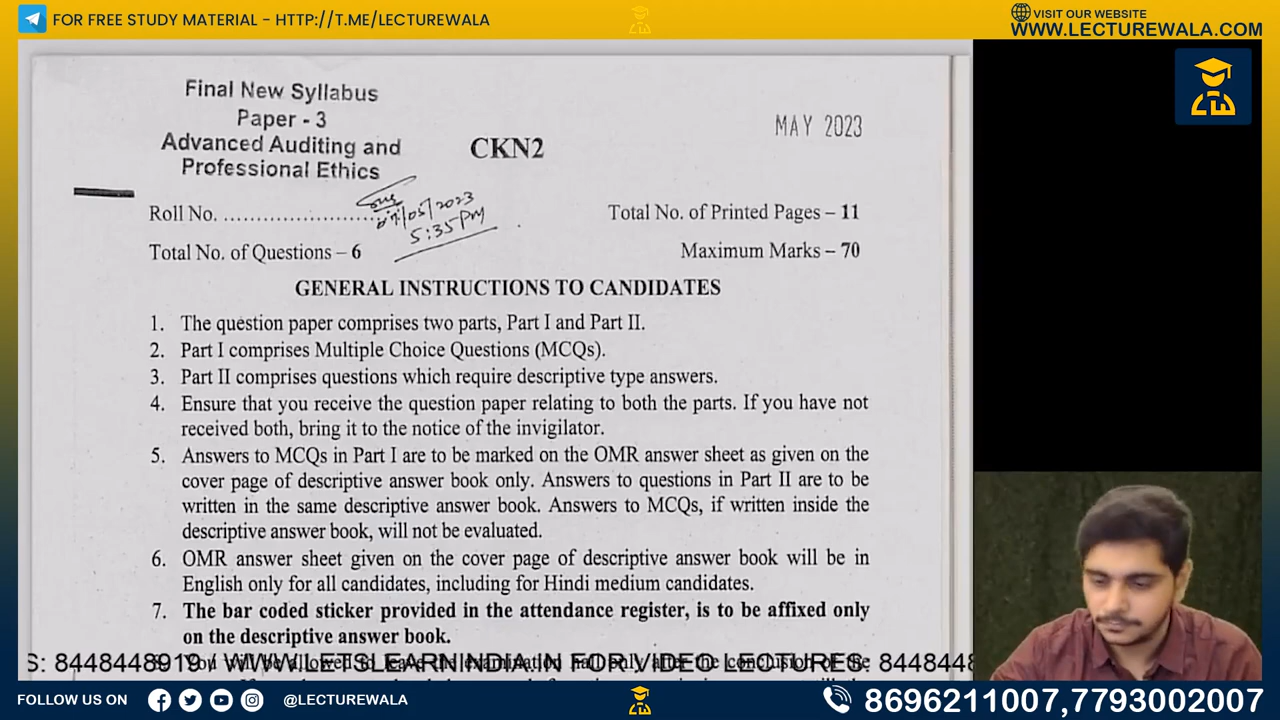 FOR FREE STUDY MATERIAL - HTTP://T.ME/LECTUREWALA
VISIT OUR WEBSITE
WWW.LECTUREWALA.COM
Final New Syllabus
Paper - 3
Advanced Auditing and
Professional Ethics
CKN2
MAY 2023
Roll No. ........................
05/2023
5:35 PM
Total No. of Printed Pages – 11
Total No. of Questions – 6
Maximum Marks – 70
GENERAL INSTRUCTIONS TO CANDIDATES
1. The question paper comprises two parts, Part I and Part II.
2. Part I comprises Multiple Choice Questions (MCQs).
3. Part II comprises questions which require descriptive type answers.
4. Ensure that you receive the question paper relating to both the parts. If you have not
received both, bring it to the notice of the invigilator.
5. Answers to MCQs in Part I are to be marked on the OMR answer sheet as given on the
cover page of descriptive answer book only. Answers to questions in Part II are to be
written in the same descriptive answer book. Answers to MCQs, if written inside the
descriptive answer book, will not be evaluated.
6. OMR answer sheet given on the cover page of descriptive answer book will be in
English only for all candidates, including for Hindi medium candidates.
7. The bar coded sticker provided in the attendance register, is to be affixed only
on the descriptive answer book.
S: 8448448919 / WWW.LETSLEARNINDIA.IN FOR VIDEO LECTURES: 844844
FOLLOW US ON
@LECTUREWALA
8696211007,7793002007